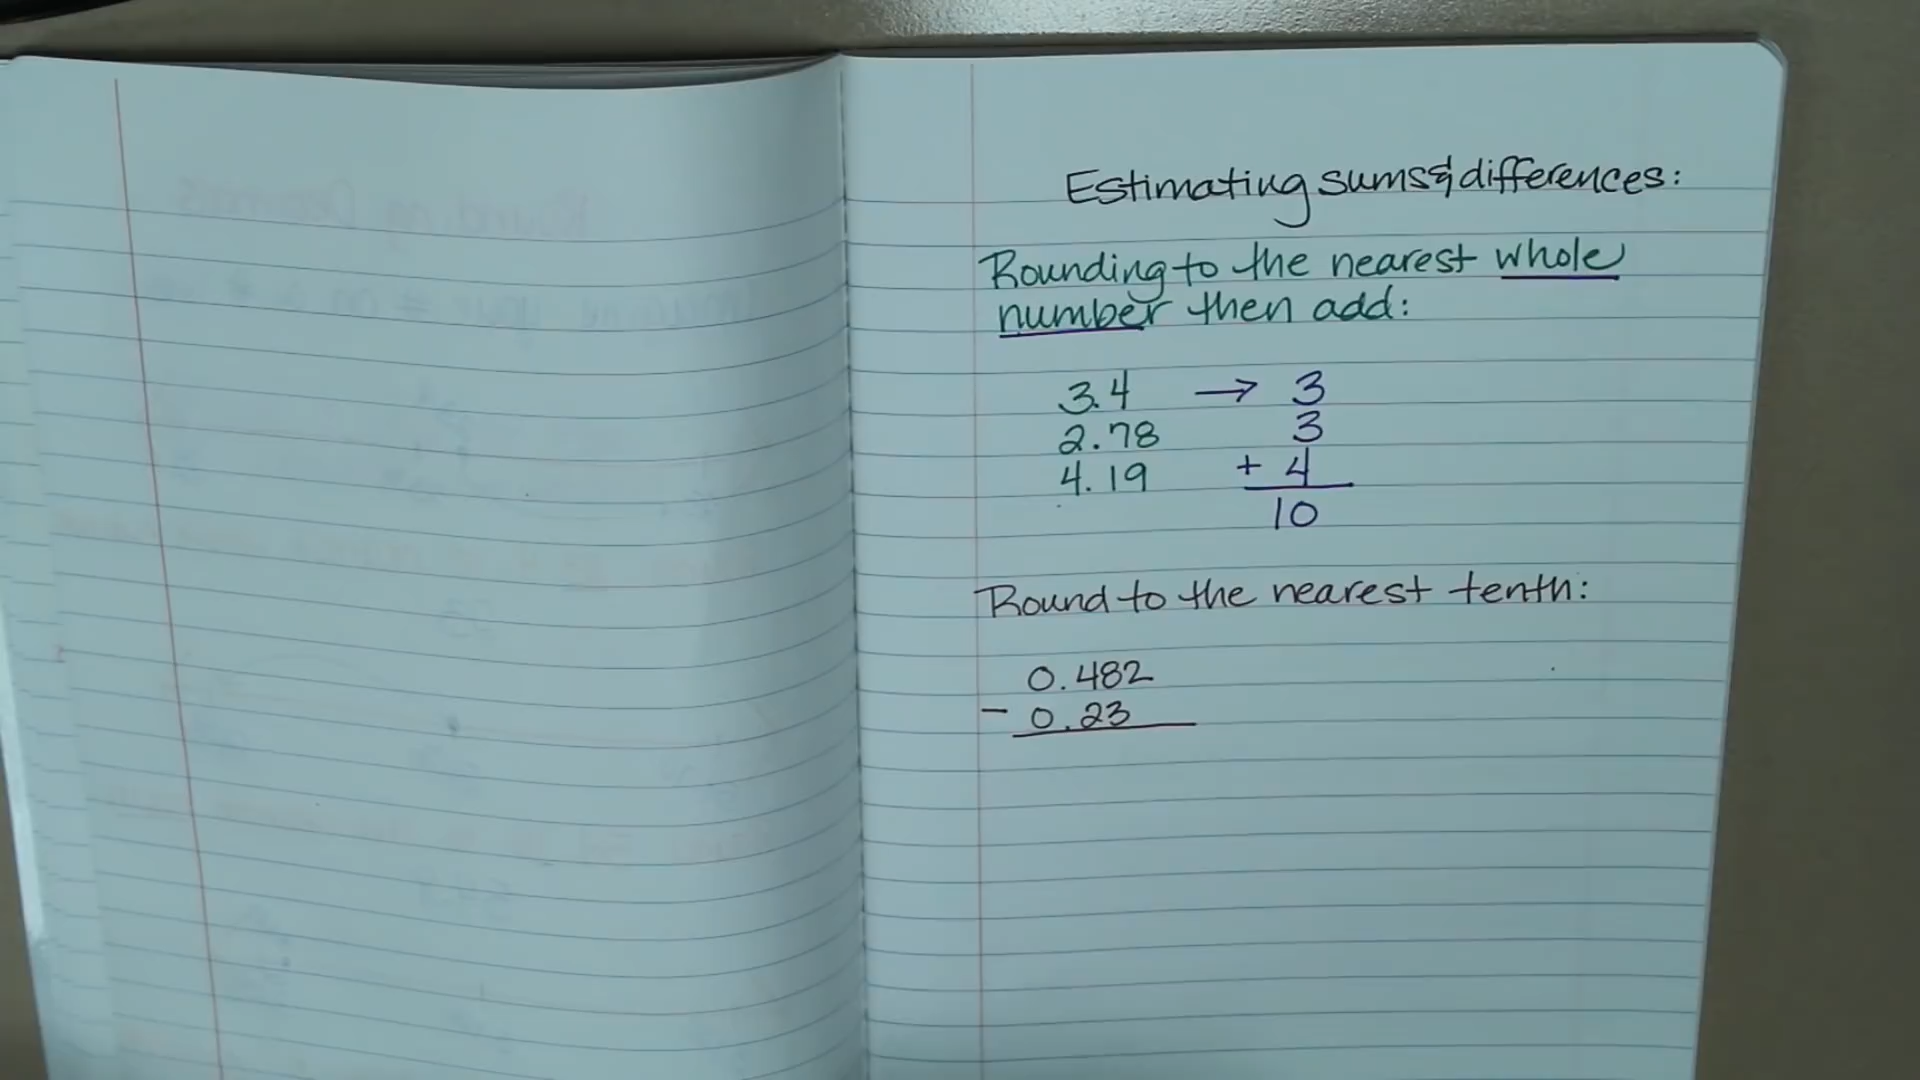 Estimating sums & differences:
Rounding to the nearest whole
number then add:
3.4 → 3
2.78 3
4.19 + 4
10
Round to the nearest tenth:
0.482
- 0.23